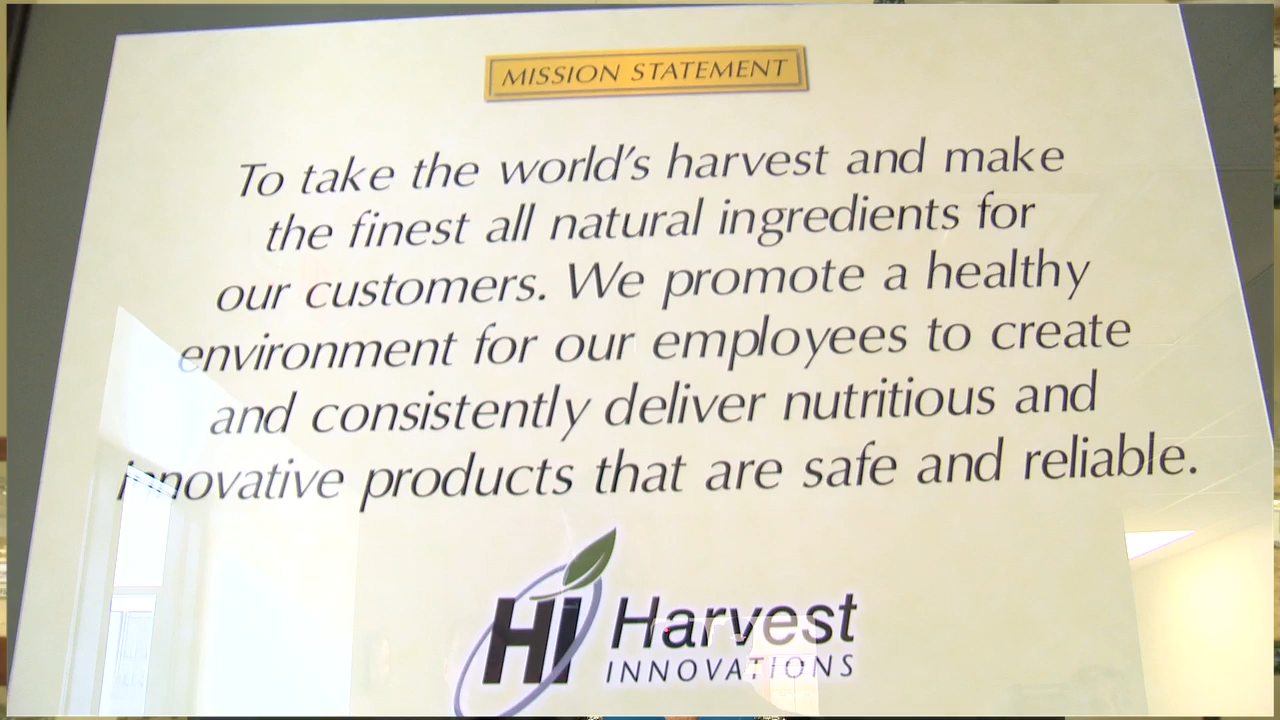 MISSION STATEMENT
To take the world's harvest and make
the finest all natural ingredients for
our customers. We promote a healthy
environment for our employees to create
and consistently deliver nutritious and
innovative products that are safe and reliable.
HI Harvest
INNOVATIONS